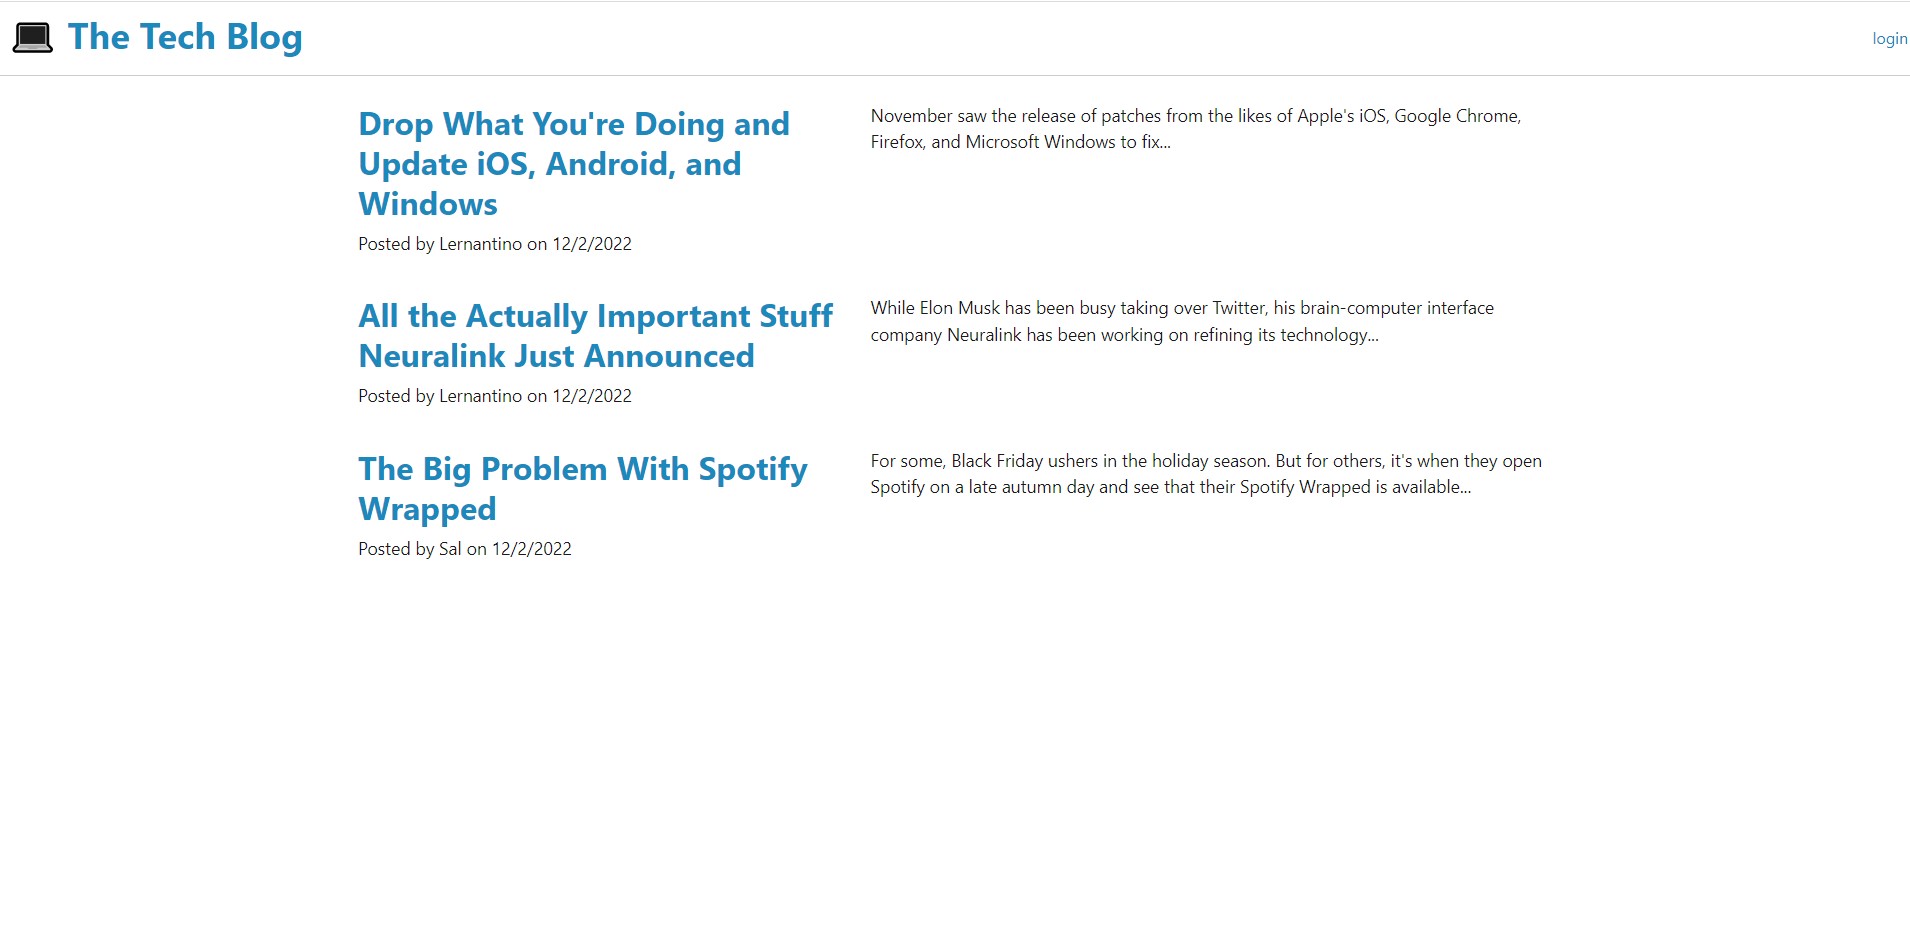 The Tech Blog
login
Drop What You're Doing and
Update iOS, Android, and
Windows
Posted by Lernantino on 12/2/2022
November saw the release of patches from the likes of Apple's iOS, Google Chrome,
Firefox, and Microsoft Windows to fix...
All the Actually Important Stuff
Neuralink Just Announced
Posted by Lernantino on 12/2/2022
While Elon Musk has been busy taking over Twitter, his brain-computer interface
company Neuralink has been working on refining its technology...
The Big Problem With Spotify
Wrapped
Posted by Sal on 12/2/2022
For some, Black Friday ushers in the holiday season. But for others, it's when they open
Spotify on a late autumn day and see that their Spotify Wrapped is available...